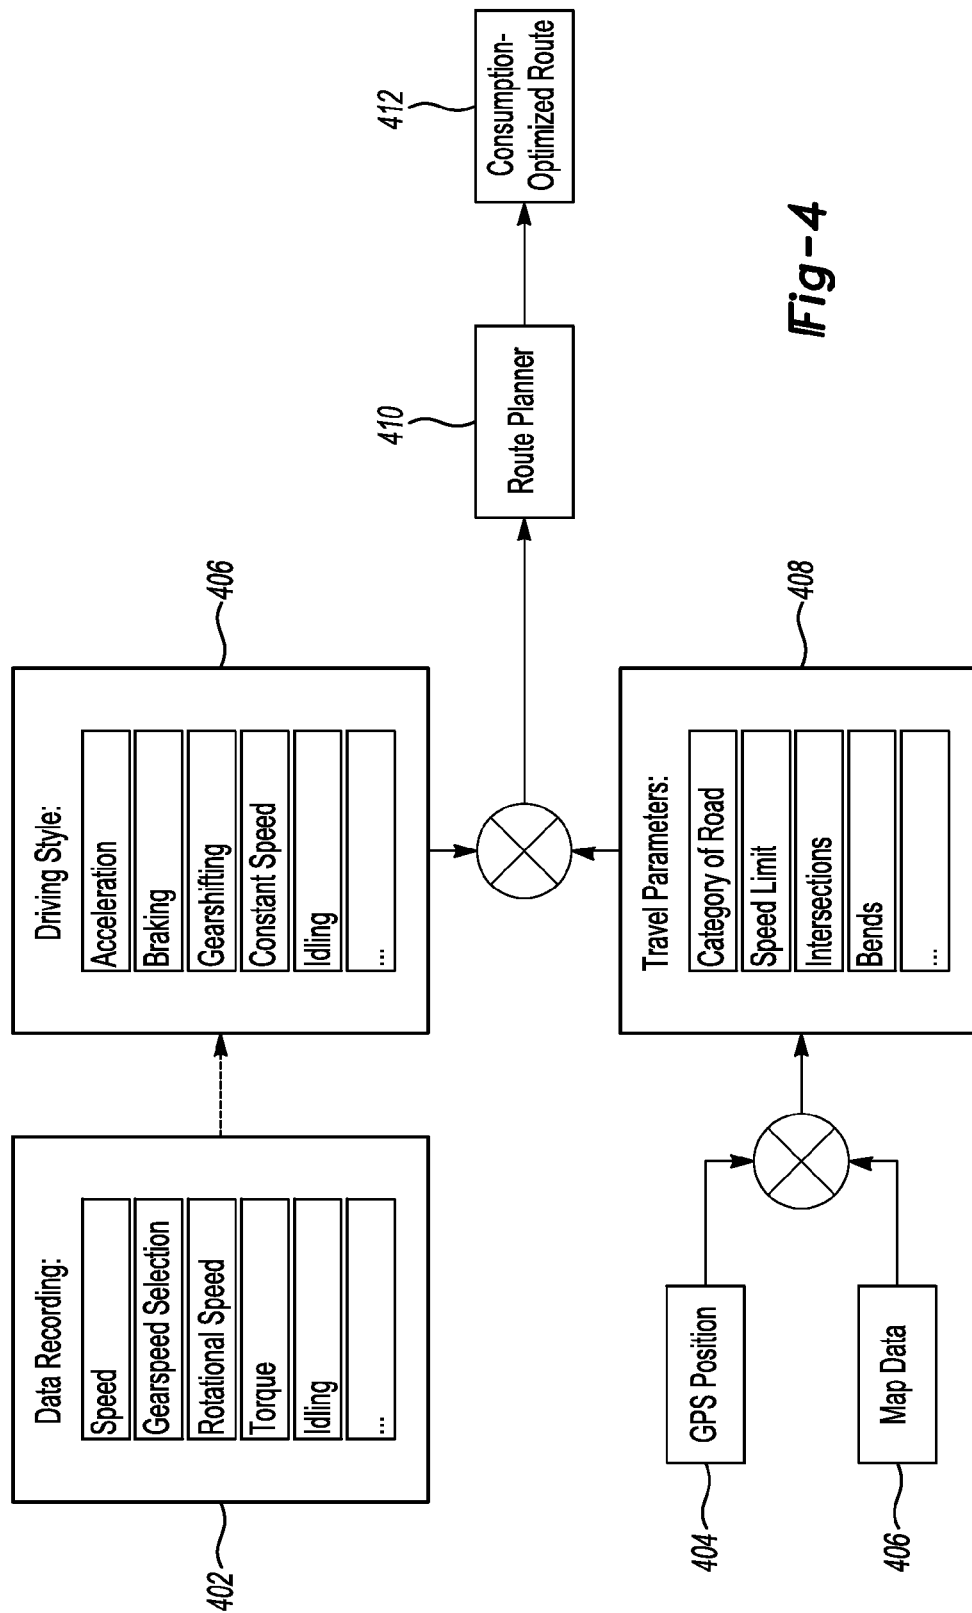 402
Data Recording:
Speed
Gearspeed Selection
Rotational Speed
Torque
Idling
...
406
Driving Style:
Acceleration
Braking
Gearshifting
Constant Speed
Idling
...
404
GPS Position
406
Map Data
408
Travel Parameters:
Category of Road
Speed Limit
Intersections
Bends
...
410
Route Planner
412
Consumption-
Optimized Route
Fig-4